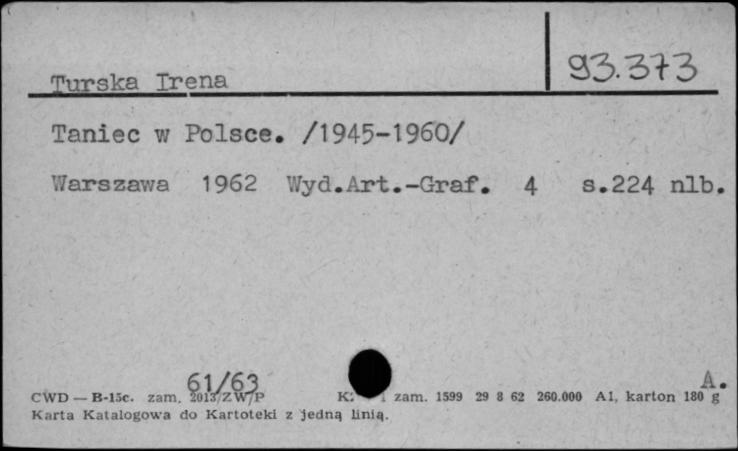 93.373
Turska Irena
Taniec w Polsce. /1945-1960/
Warszawa 1962 Wyd.Art.-Graf. 4 s.224 nlb.
61/63 A.
CWD — B-15c. zam. 2013/ZW/P zam. 1599 29 8 62 260.000 A1, karton 180 g
Karta Katalogowa do Kartoteki z jedną linią.